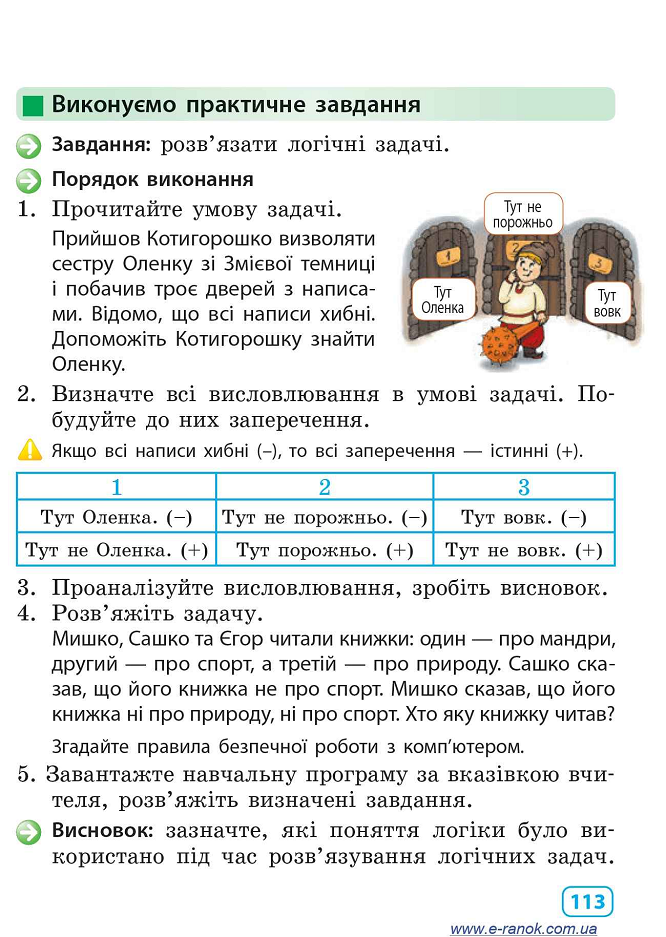 Виконуємо практичне завдання
Завдання: розв’язати логічні задачі.
Порядок виконання
1. Прочитайте умову задачі.
Прийшов Котигорошко визволяти
сестру Оленку зі Змієвої темниці
і побачив троє дверей з написа-
ми. Відомо, що всі написи хибні.
Допоможіть Котигорошку знайти
Оленку.
Тут не
порожньо
1
2
3
Тут
Оленка
Тут
вовк
2. Визначте всі висловлювання в умові задачі. По-
будуйте до них заперечення.
Якщо всі написи хибні (–), то всі заперечення — істинні (+).
1 2 3
Тут Оленка. (–) Тут не порожньо. (–) Тут вовк. (–)
Тут не Оленка. (+) Тут порожньо. (+) Тут не вовк. (+)
3. Проаналізуйте висловлювання, зробіть висновок.
4. Розв’яжіть задачу.
Мишко, Сашко та Єгор читали книжки: один — про мандри,
другий — про спорт, а третій — про природу. Сашко ска-
зав, що його книжка не про спорт. Мишко сказав, що його
книжка ні про природу, ні про спорт. Хто яку книжку читав?
Згадайте правила безпечної роботи з комп’ютером.
5. Завантажте навчальну програму за вказівкою вчи-
теля, розв’яжіть визначені завдання.
Висновок: зазначте, які поняття логіки було ви-
користано під час розв’язування логічних задач.
113
www.e-ranok.com.ua